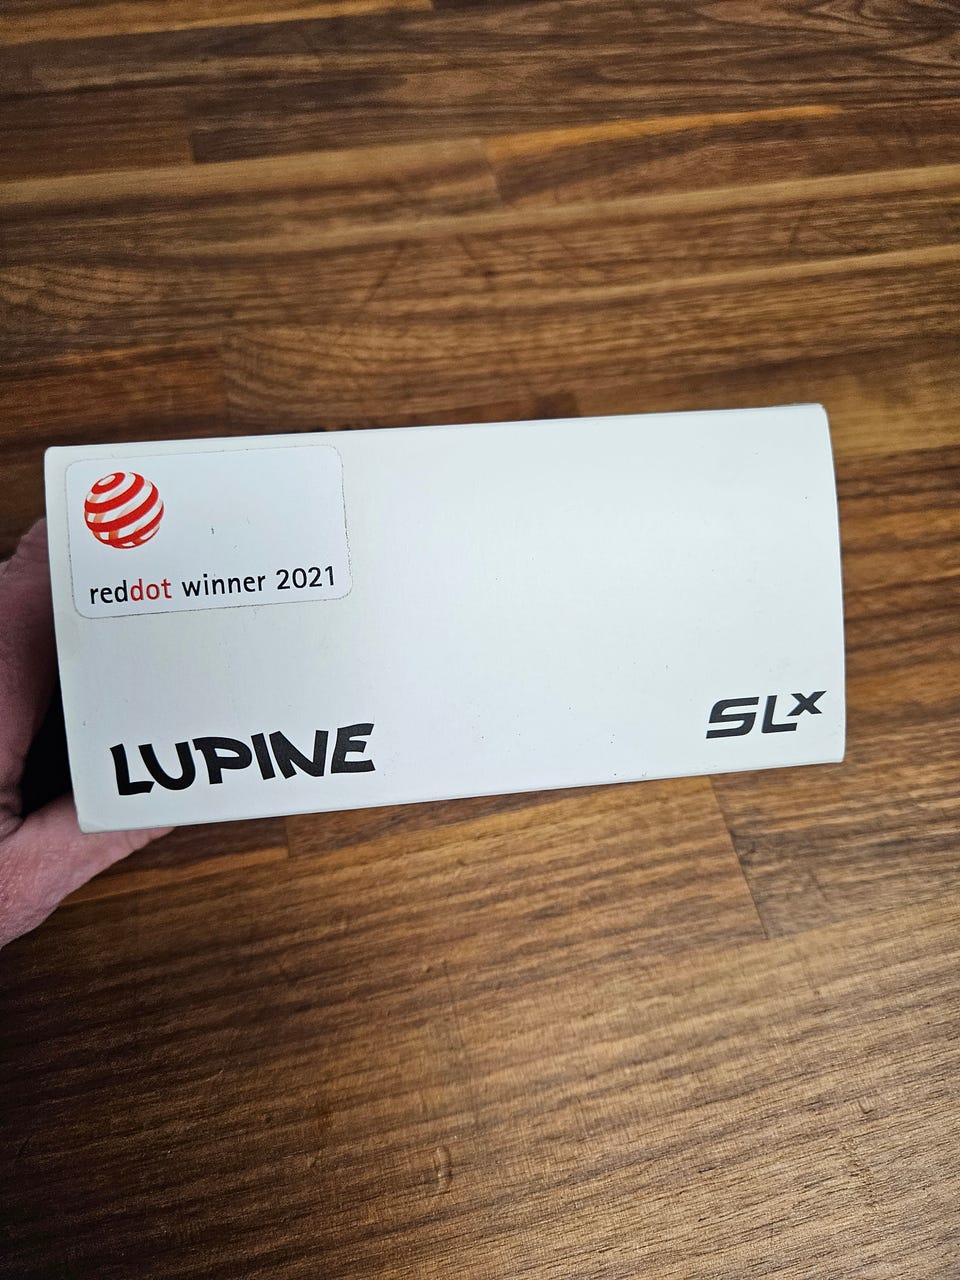 reddot winner 2021
LUPINE
SLx